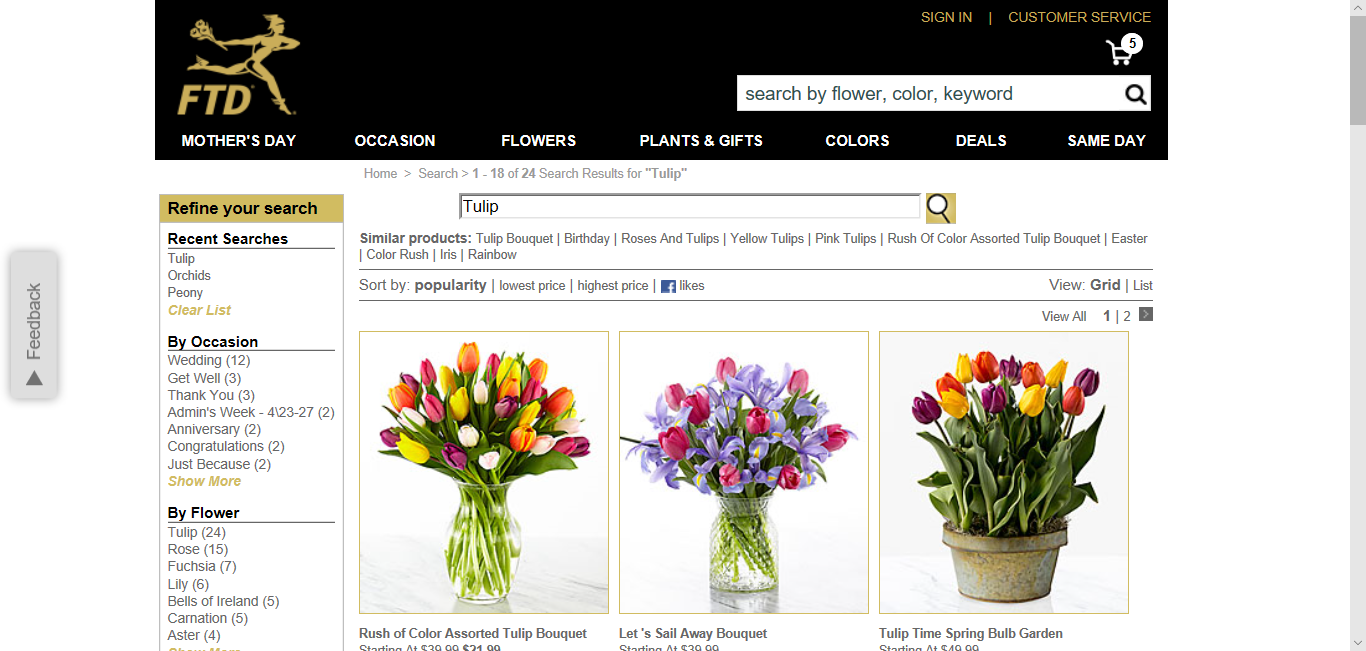 SIGN IN | CUSTOMER SERVICE
5
FTD
search by flower, color, keyword
MOTHER'S DAY OCCASION FLOWERS PLANTS & GIFTS COLORS DEALS SAME DAY
Home > Search > 1 - 18 of 24 Search Results for "Tulip"
Refine your search
Recent Searches
Tulip
Orchids
Peony
Clear List
By Occasion
Wedding (12)
Get Well (3)
Thank You (3)
Admin's Week - 4\23-27 (2)
Anniversary (2)
Congratulations (2)
Just Because (2)
Show More
By Flower
Tulip (24)
Rose (15)
Fuchsia (7)
Lily (6)
Bells of Ireland (5)
Carnation (5)
Aster (4)
Show More
Feedback
Tulip
Similar products: Tulip Bouquet | Birthday | Roses And Tulips | Yellow Tulips | Pink Tulips | Rush Of Color Assorted Tulip Bouquet | Easter
| Color Rush | Iris | Rainbow
Sort by: popularity | lowest price | highest price | f likes
View: Grid | List
View All 1 | 2
Rush of Color Assorted Tulip Bouquet
Starting At $39.99 $21.99
Let 's Sail Away Bouquet
Starting At $39.99
Tulip Time Spring Bulb Garden
Starting At $49.99